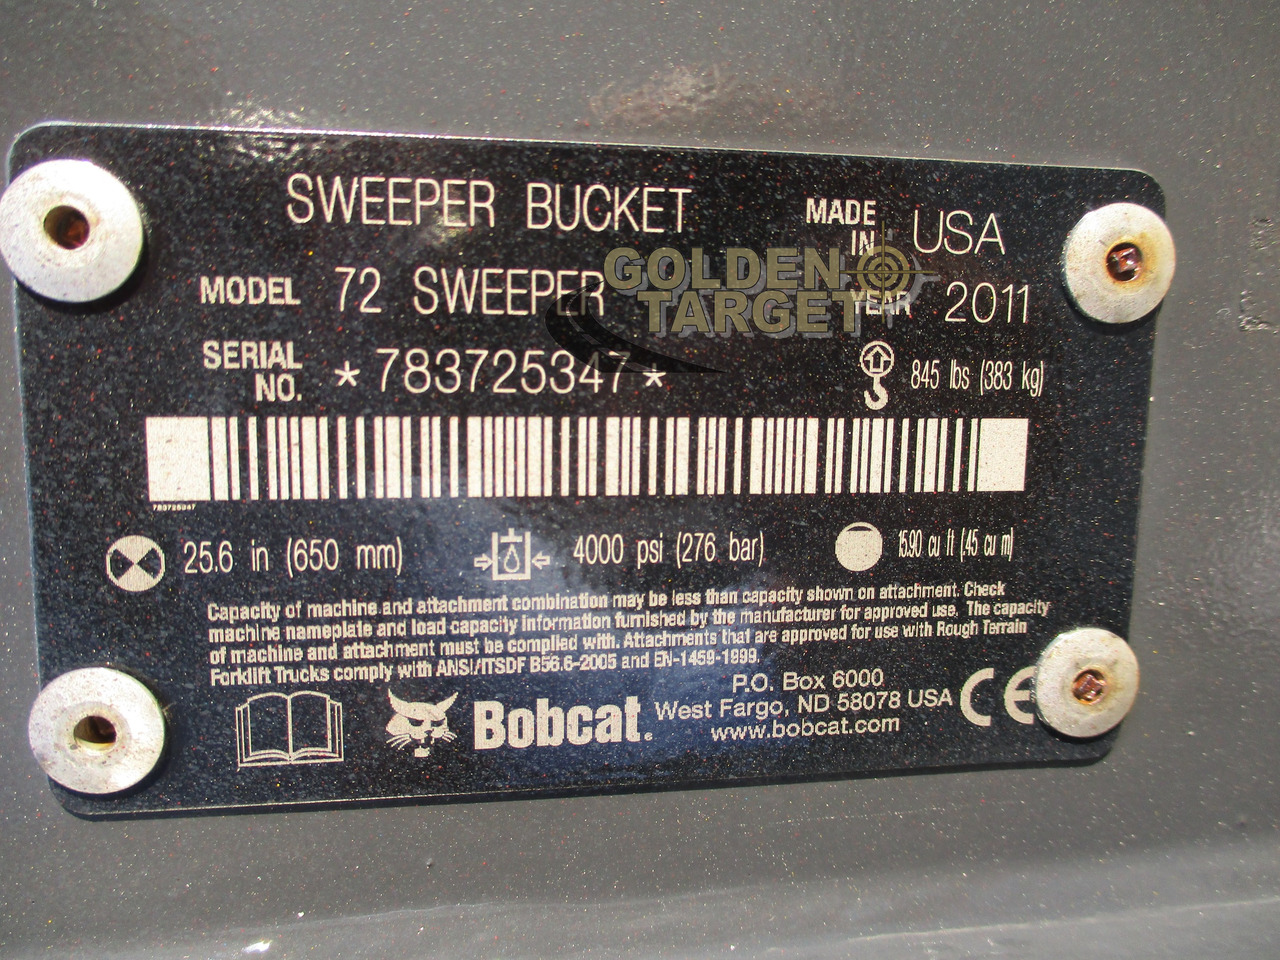 SWEEPER BUCKET
MADE IN USA
MODEL 72 SWEEPER
YEAR 2011
GOLDEN
TARGET
SERIAL NO. *783725347*
845 lbs (383 kg)
783725347
25.6 in (650 mm)
4000 psi (276 bar)
15.90 cu ft (.45 cu m)
Capacity of machine and attachment combination may be less than capacity shown on attachment. Check
machine nameplate and load capacity information furnished by the manufacturer for approved use. The capacity
of machine and attachment must be complied with. Attachments that are approved for use with Rough Terrain
Forklift Trucks comply with ANSI/ITSDF B56.6-2005 and EN-1459-1999.
Bobcat.
P.O. Box 6000
West Fargo, ND 58078 USA
www.bobcat.com
CE